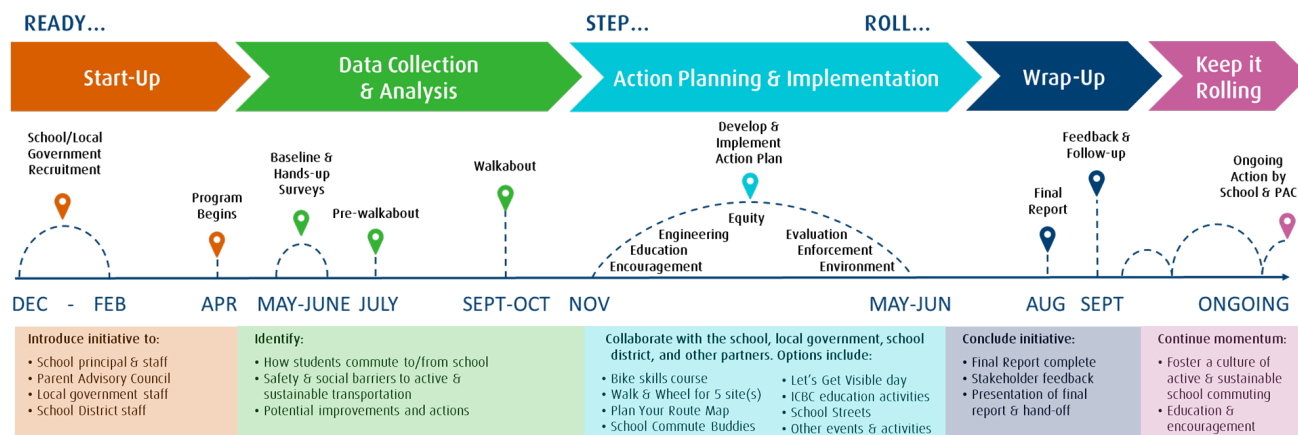 READY...
STEP...
ROLL...
Start-Up
Data Collection
& Analysis
Action Planning & Implementation
Wrap-Up
Keep it
Rolling
School/Local
Government
Recruitment
Program
Begins
Baseline &
Hands-up
Surveys
Pre-walkabout
Walkabout
Develop &
Implement
Action Plan
Equity
Engineering
Education
Encouragement
Evaluation
Enforcement
Environment
Final
Report
Feedback &
Follow-up
Ongoing
Action by
School & PAC
DEC - FEB
APR
MAY-JUNE
JULY
SEPT-OCT
NOV
MAY-JUN
AUG
SEPT
ONGOING
Introduce initiative to:
• School principal & staff
• Parent Advisory Council
• Local government staff
• School District staff
Identify:
• How students commute to/from school
• Safety & social barriers to active &
sustainable transportation
• Potential improvements and actions
Collaborate with the school, local government, school
district, and other partners. Options include:
• Bike skills course
• Walk & Wheel for 5 site(s)
• Plan Your Route Map
• School Commute Buddies
• Let's Get Visible day
• ICBC education activities
• School Streets
• Other events & activities
Conclude initiative:
• Final Report complete
• Stakeholder feedback
• Presentation of final
report & hand-off
Continue momentum:
• Foster a culture of
active & sustainable
school commuting
• Education &
encouragement